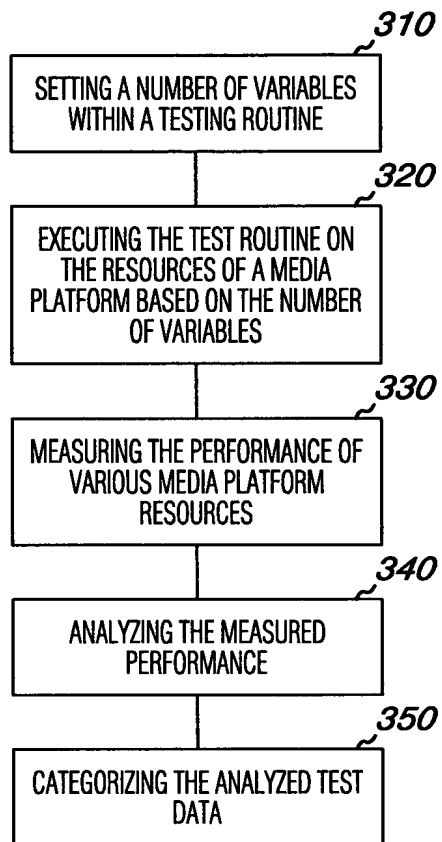 310
SETTING A NUMBER OF VARIABLES
WITHIN A TESTING ROUTINE
320
EXECUTING THE TEST ROUTINE ON
THE RESOURCES OF A MEDIA
PLATFORM BASED ON THE NUMBER
OF VARIABLES
330
MEASURING THE PERFORMANCE OF
VARIOUS MEDIA PLATFORM
RESOURCES
340
ANALYZING THE MEASURED
PERFORMANCE
350
CATEGORIZING THE ANALYZED TEST
DATA